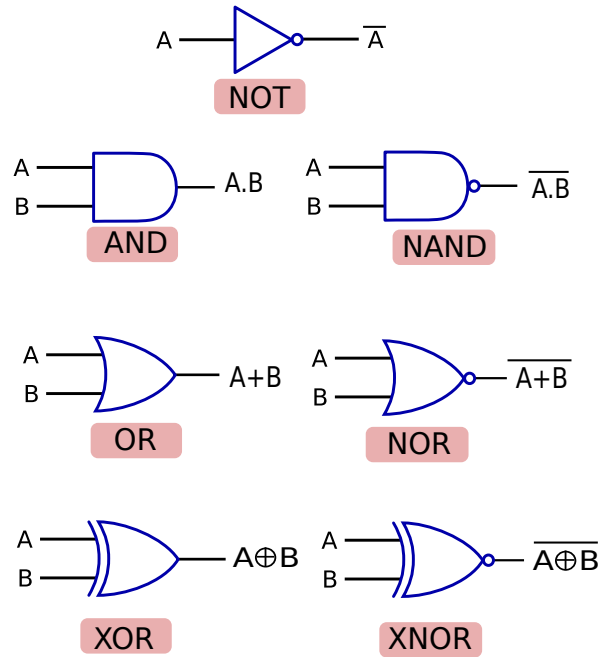 A A̅
NOT
A
B
A.B
AND
A
B
A̅.̅B̅
NAND
A
B
A+B
OR
A
B
A̅+̅B̅
NOR
A
B
A⊕B
XOR
A
B
A̅⊕̅B̅
XNOR